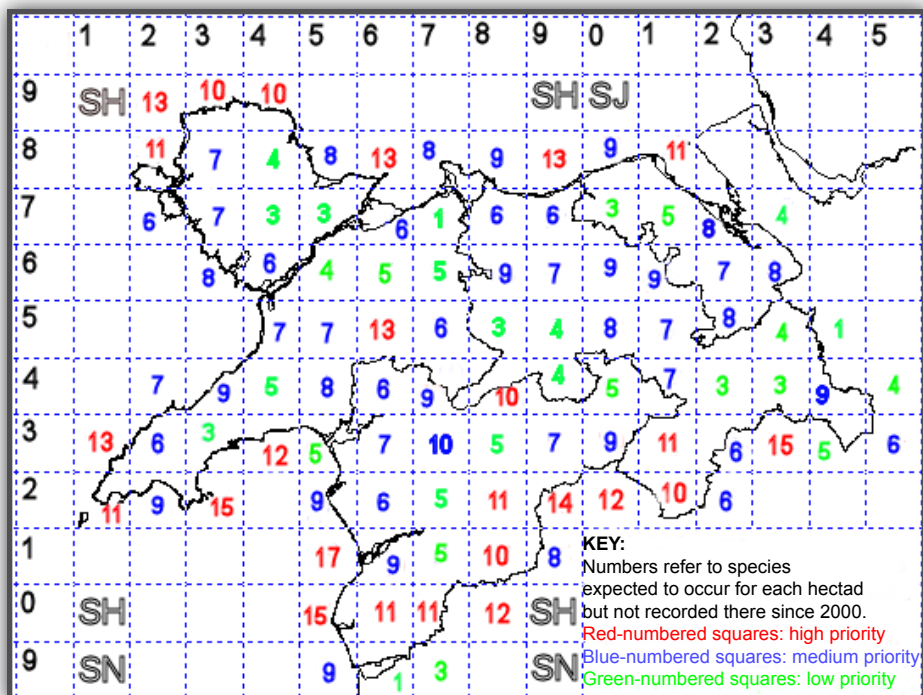 1 2 3 4 5 6 7 8 9 0 1 2 3 4 5
9 SH 13 10 10 SH SJ
8 11 7 4 8 13 8 9 13 9 11
7 6 7 3 3 6 1 6 6 3 5 8 4
6 8 6 4 5 5 9 7 9 9 7 8
5 7 7 13 6 3 4 8 7 8 4 1
4 7 9 5 8 6 9 10 4 5 7 3 3 9 4
3 13 6 3 12 5 7 10 5 7 9 11 6 15 5 6
2 11 9 15 9 6 5 11 14 12 10 6
1 17 9 5 10 8
0 SH 15 11 11 12 SH
9 SN 9 1 3 SN
KEY:
Numbers refer to species
expected to occur for each hectad
but not recorded there since 2000.
Red-numbered squares: high priority
Blue-numbered squares: medium priority
Green-numbered squares: low priority